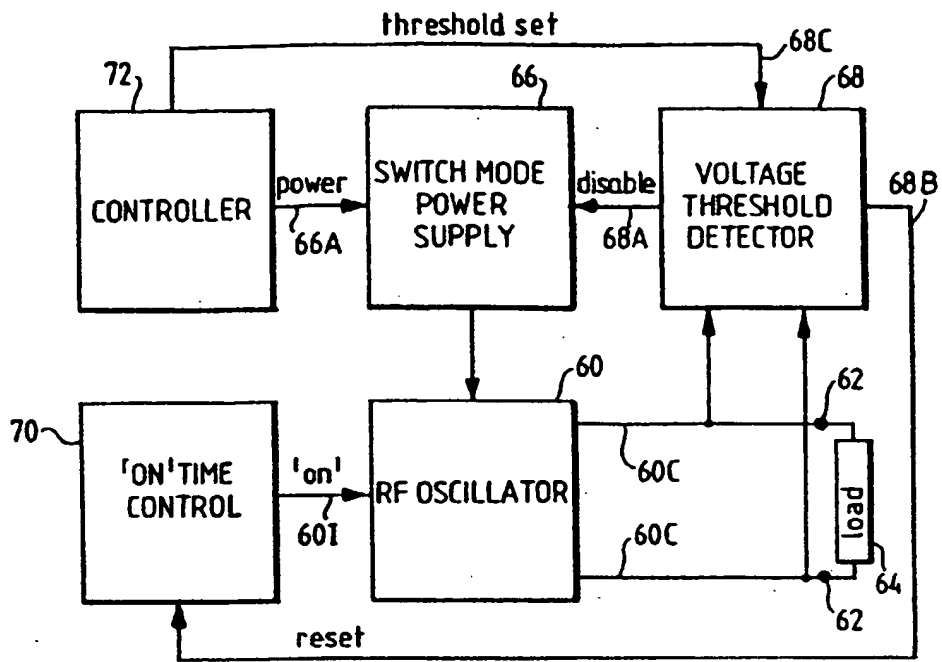 threshold set
68C
72
66
68
CONTROLLER
power
66A
SWITCH MODE
POWER
SUPPLY
disable
68A
VOLTAGE
THRESHOLD
DETECTOR
68B
60
62
70
'ON' TIME
CONTROL
'on'
60I
RF OSCILLATOR
60C
60C
load
64
62
reset